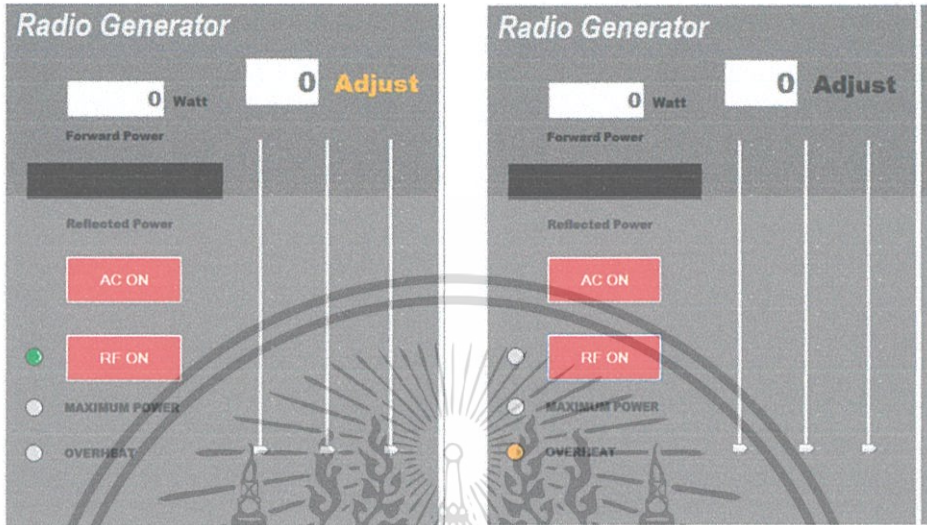 Radio Generator
0 Adjust
0 Watt
Forward Power
Reflected Power
AC ON
RF ON
MAXIMUM POWER
OVERHEAT
Radio Generator
0 Adjust
0 Watt
Forward Power
Reflected Power
AC ON
RF ON
MAXIMUM POWER
OVERHEAT